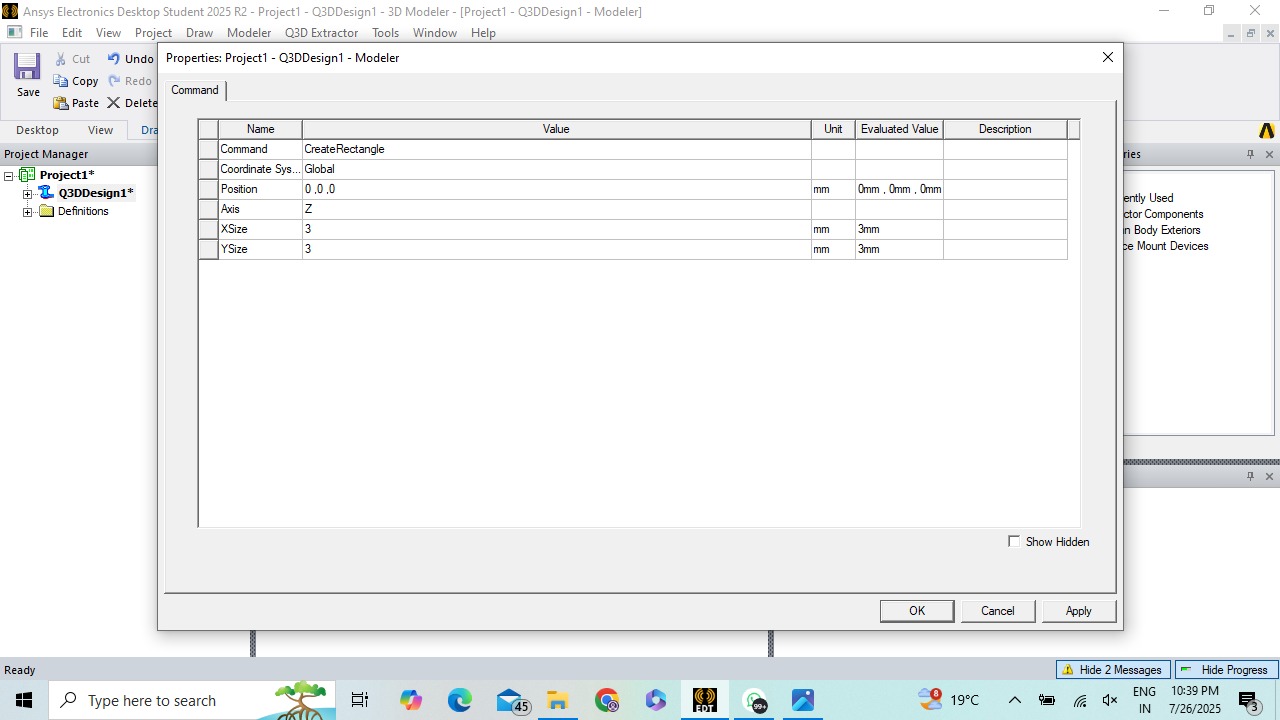 Ansys Electronics Desktop Student 2025 R2 - Project1 - Q3DDesign1 - 3D Modeler - [Project1 - Q3DDesign1 - Modeler]
File Edit View Project Draw Modeler Q3D Extractor Tools Window Help
Properties: Project1 - Q3DDesign1 - Modeler
Save
Cut
Undo
Copy
Redo
Paste
Delete
Desktop View Dra
Command
Name Value Unit Evaluated Value Description
Command CreateRectangle
Coordinate Sys... Global
Position 0 ,0 ,0 mm 0mm , 0mm , 0mm
Axis Z
XSize 3 mm 3mm
YSize 3 mm 3mm
Show Hidden
OK Cancel Apply
Project Manager
Project1*
Q3DDesign1*
Definitions
ries
ently Used
ctor Components
n Body Exteriors
ce Mount Devices
Ready
Hide 2 Messages Hide Progress
Type here to search
45
EDT
99+
8
19°C
ENG
IN
10:39 PM
7/26/2025
3